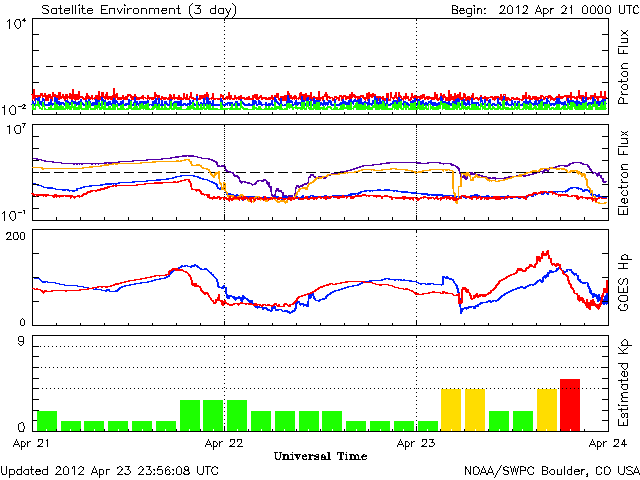 Satellite Environment (3 day) Begin: 2012 Apr 21 0000 UTC
10⁴
10⁻²
Proton Flux
10⁷
10⁻¹
Electron Flux
200
0
GOES Hp
9
0
Estimated Kp
Apr 21 Apr 22 Apr 23 Apr 24
Universal Time
Updated 2012 Apr 23 23:56:08 UTC NOAA/SWPC Boulder, CO USA